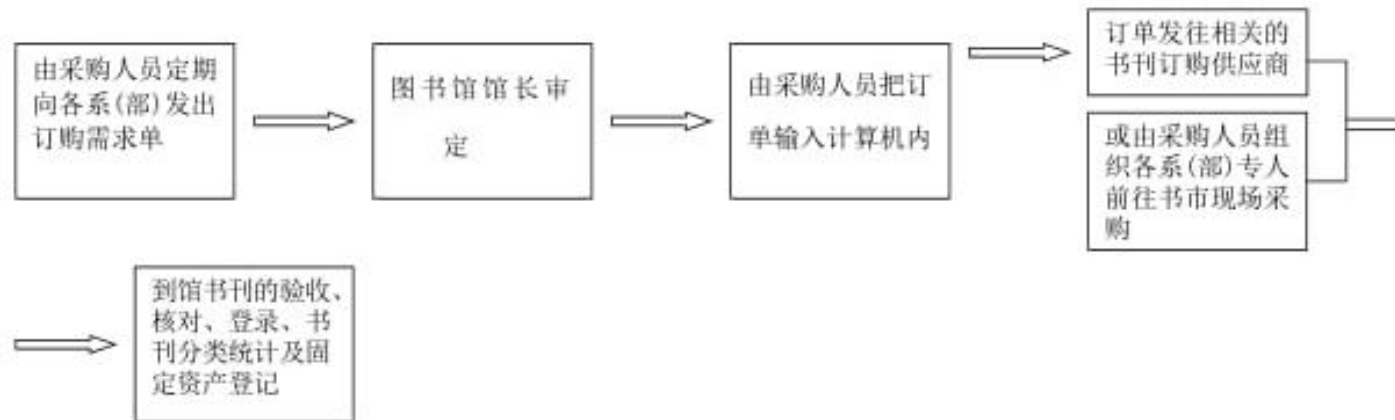 由采购人员定期
向各系(部)发出
订购需求单
图书馆馆长审
定
由采购人员把订
单输入计算机内
订单发往相关的
书刊订购供应商
或由采购人员组
织各系(部)专人
前往书市现场采
购
到馆书刊的验收、
核对、登录、书
刊分类统计及固
定资产登记